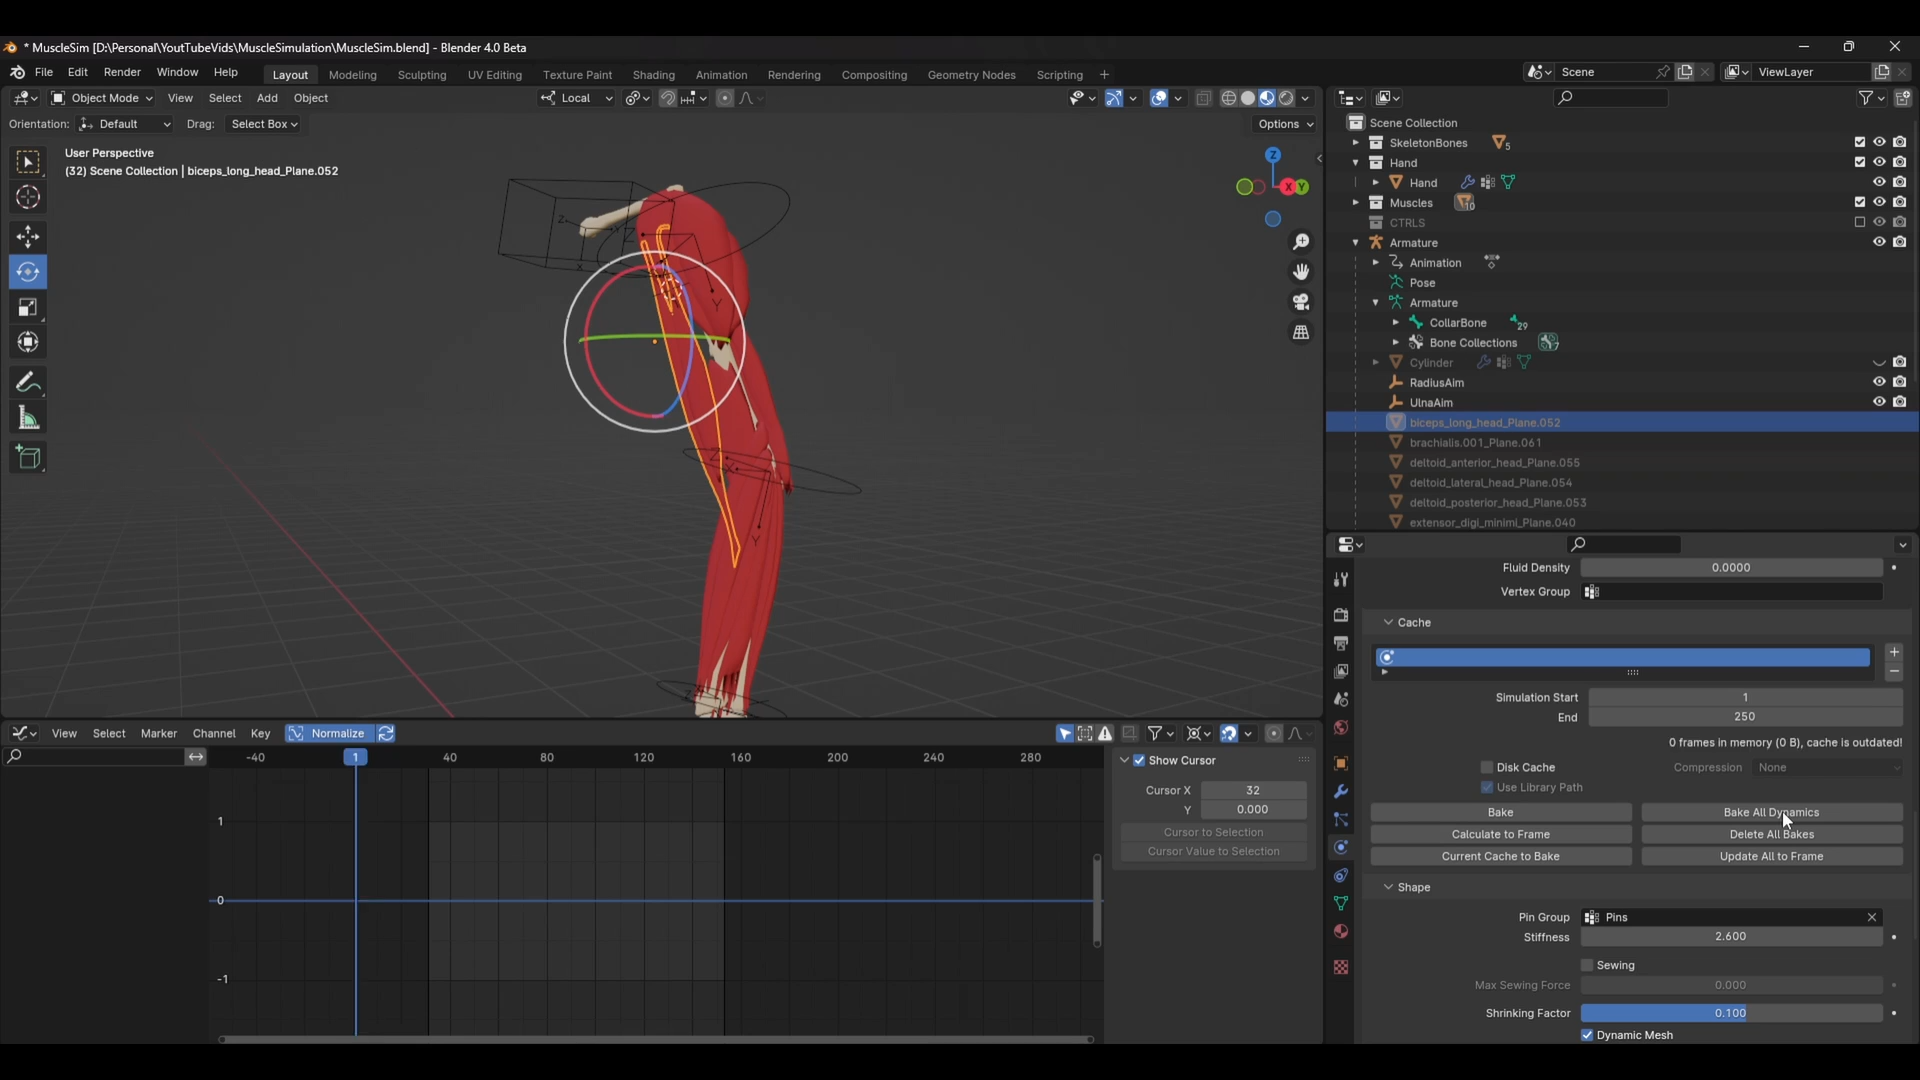 * MuscleSim [D:\Personal\YoutTubeVids\MuscleSimulation\MuscleSim.blend] - Blender 4.0 Beta
File Edit Render Window Help Layout Modeling Sculpting UV Editing Texture Paint Shading Animation Rendering Compositing Geometry Nodes Scripting + Scene ViewLayer
Object Mode View Select Add Object Local
Orientation: Default Drag: Select Box Options
User Perspective
(32) Scene Collection | biceps_long_head_Plane.052
Z
X Y
Z
X
Z
Y
Z
X
Y
Z
Scene Collection
SkeletonBones 5
Hand
Hand
Muscles 10
CTRLS
Armature
Animation
Pose
Armature
CollarBone 29
Bone Collections 7
Cylinder
RadiusAim
UlnaAim
biceps_long_head_Plane.052
brachialis.001_Plane.061
deltoid_anterior_head_Plane.055
deltoid_lateral_head_Plane.054
deltoid_posterior_head_Plane.053
extensor_digi_minimi_Plane.040
Fluid Density 0.0000
Vertex Group
Cache
Simulation Start 1
End 250
0 frames in memory (0 B), cache is outdated!
Disk Cache Compression None
Use Library Path
Bake Bake All Dynamics
Calculate to Frame Delete All Bakes
Current Cache to Bake Update All to Frame
Shape
Pin Group Pins
Stiffness 2.600
Sewing
Max Sewing Force 0.000
Shrinking Factor 0.100
Dynamic Mesh
View Select Marker Channel Key Normalize
-40 1 40 80 120 160 200 240 280
1
0
-1
Show Cursor
Cursor X 32
Y 0.000
Cursor to Selection
Cursor Value to Selection